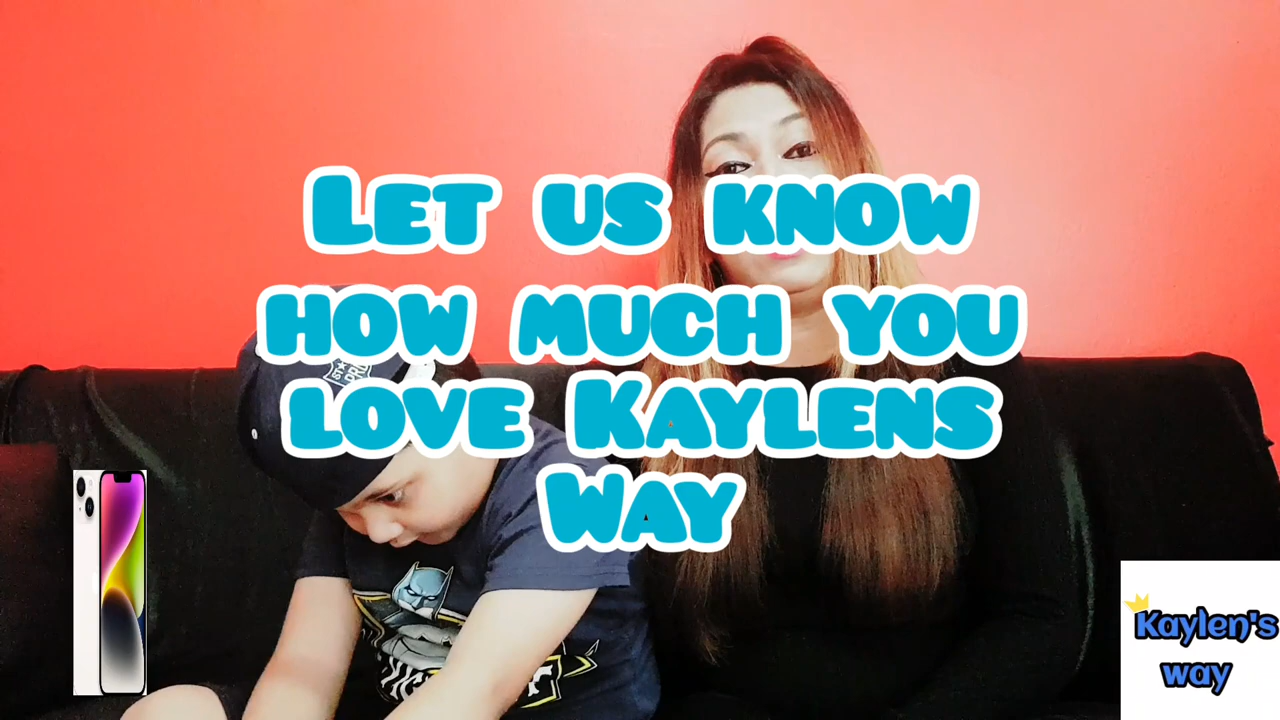 Let us know
how much you
love Kaylens
Way
Kaylen's
way